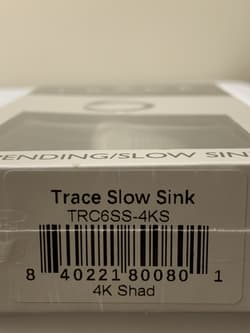 PENDING/SLOW SIN
Trace Slow Sink
TRC6SS-4KS
8 40221 80080 1
4K Shad